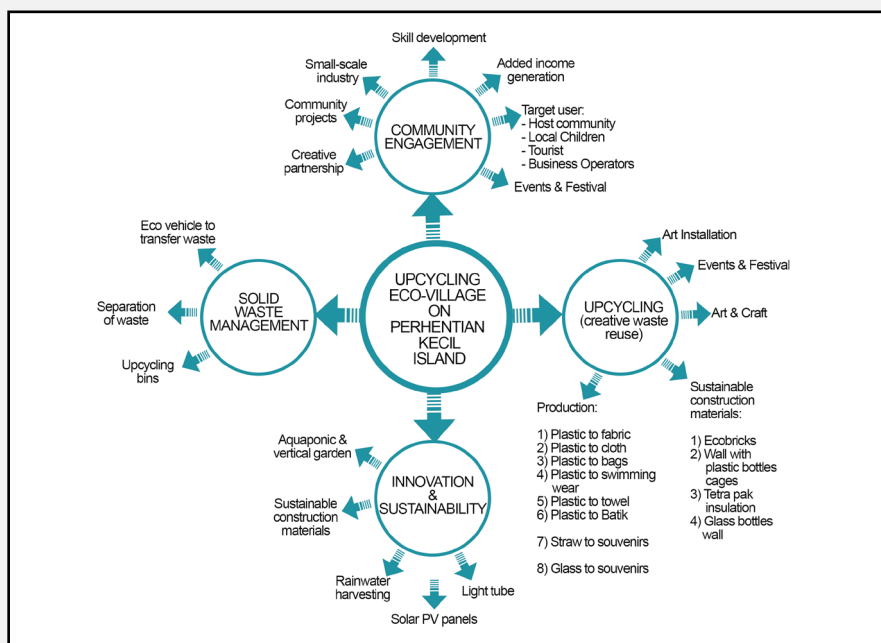 Skill development
Small-scale
industry
Added income
generation
Community
projects
Target user:
- Host community
- Local Children
- Tourist
- Business Operators
COMMUNITY
ENGAGEMENT
Creative
partnership
Events & Festival
Eco vehicle to
transfer waste
Separation
of waste
Upcycling
bins
SOLID
WASTE
MANAGEMENT
UPCYCLING
ECO-VILLAGE
ON
PERHENTIAN
KECIL
ISLAND
UPCYCLING
(creative waste
reuse)
Art Installation
Events & Festival
Art & Craft
Production:
1) Plastic to fabric
2) Plastic to cloth
3) Plastic to bags
4) Plastic to swimming
wear
5) Plastic to towel
6) Plastic to Batik
7) Straw to souvenirs
8) Glass to souvenirs
Sustainable
construction
materials:
1) Ecobricks
2) Wall with
plastic bottles
cages
3) Tetra pak
insulation
4) Glass bottles
wall
Aquaponic &
vertical garden
INNOVATION
&
SUSTAINABILITY
Sustainable
construction
materials
Rainwater
harvesting
Light tube
Solar PV panels